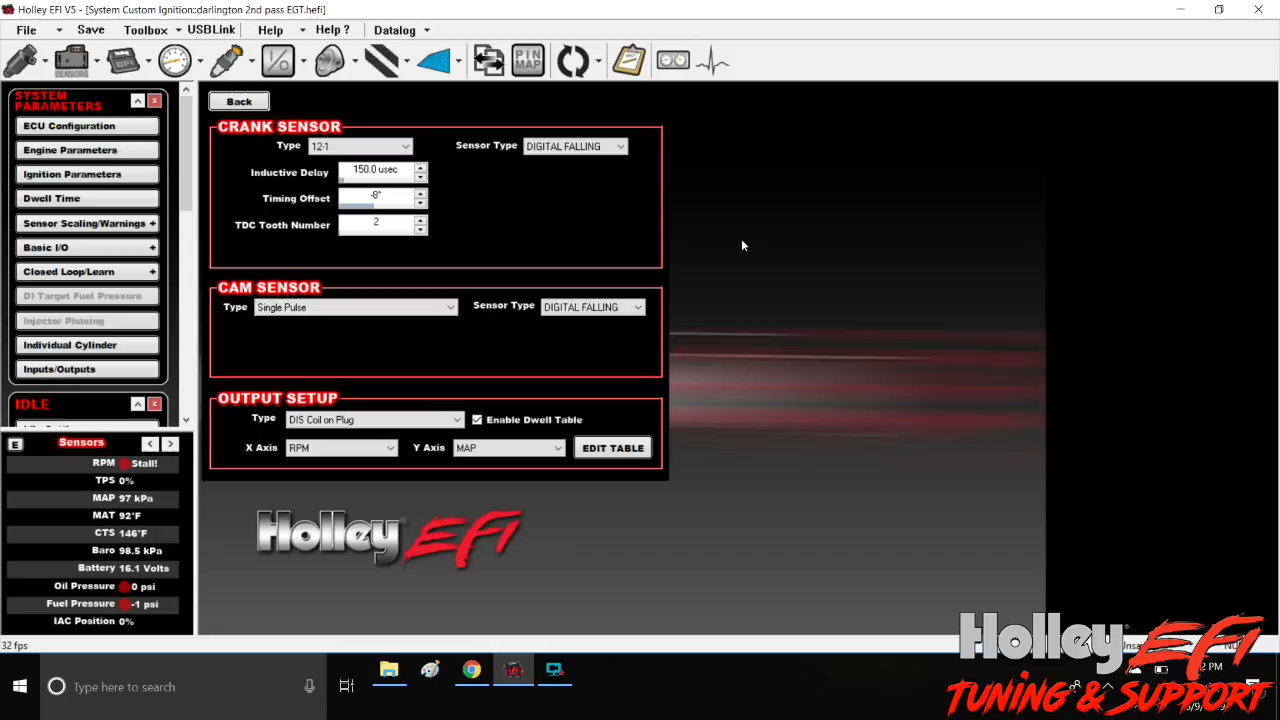 Holley EFI V5 - [System Custom Ignition::darlington 2nd pass EGT.hefi]
File Save Toolbox USBLink Help Help ? Datalog
SENSORS I/O PIN MAP
SYSTEM
PARAMETERS
ECU Configuration
Engine Parameters
Ignition Parameters
Dwell Time
Sensor Scaling/Warnings +
Basic I/O +
Closed Loop/Learn +
DI Target Fuel Pressure
Injector Phasing
Individual Cylinder
Inputs/Outputs
IDLE
E Sensors < >
RPM Stall!
TPS 0%
MAP 97 kPa
MAT 92°F
CTS 146°F
Baro 98.5 kPa
Battery 16.1 Volts
Oil Pressure 0 psi
Fuel Pressure -1 psi
IAC Position 0%
Back
CRANK SENSOR
Type 12-1 Sensor Type DIGITAL FALLING
Inductive Delay 150.0 usec
Timing Offset -8°
TDC Tooth Number 2
CAM SENSOR
Type Single Pulse Sensor Type DIGITAL FALLING
OUTPUT SETUP
Type DIS Coil on Plug Enable Dwell Table
X Axis RPM Y Axis MAP EDIT TABLE
Holley EFI
32 fps
Type here to search
Holley EFI
TUNING & SUPPORT